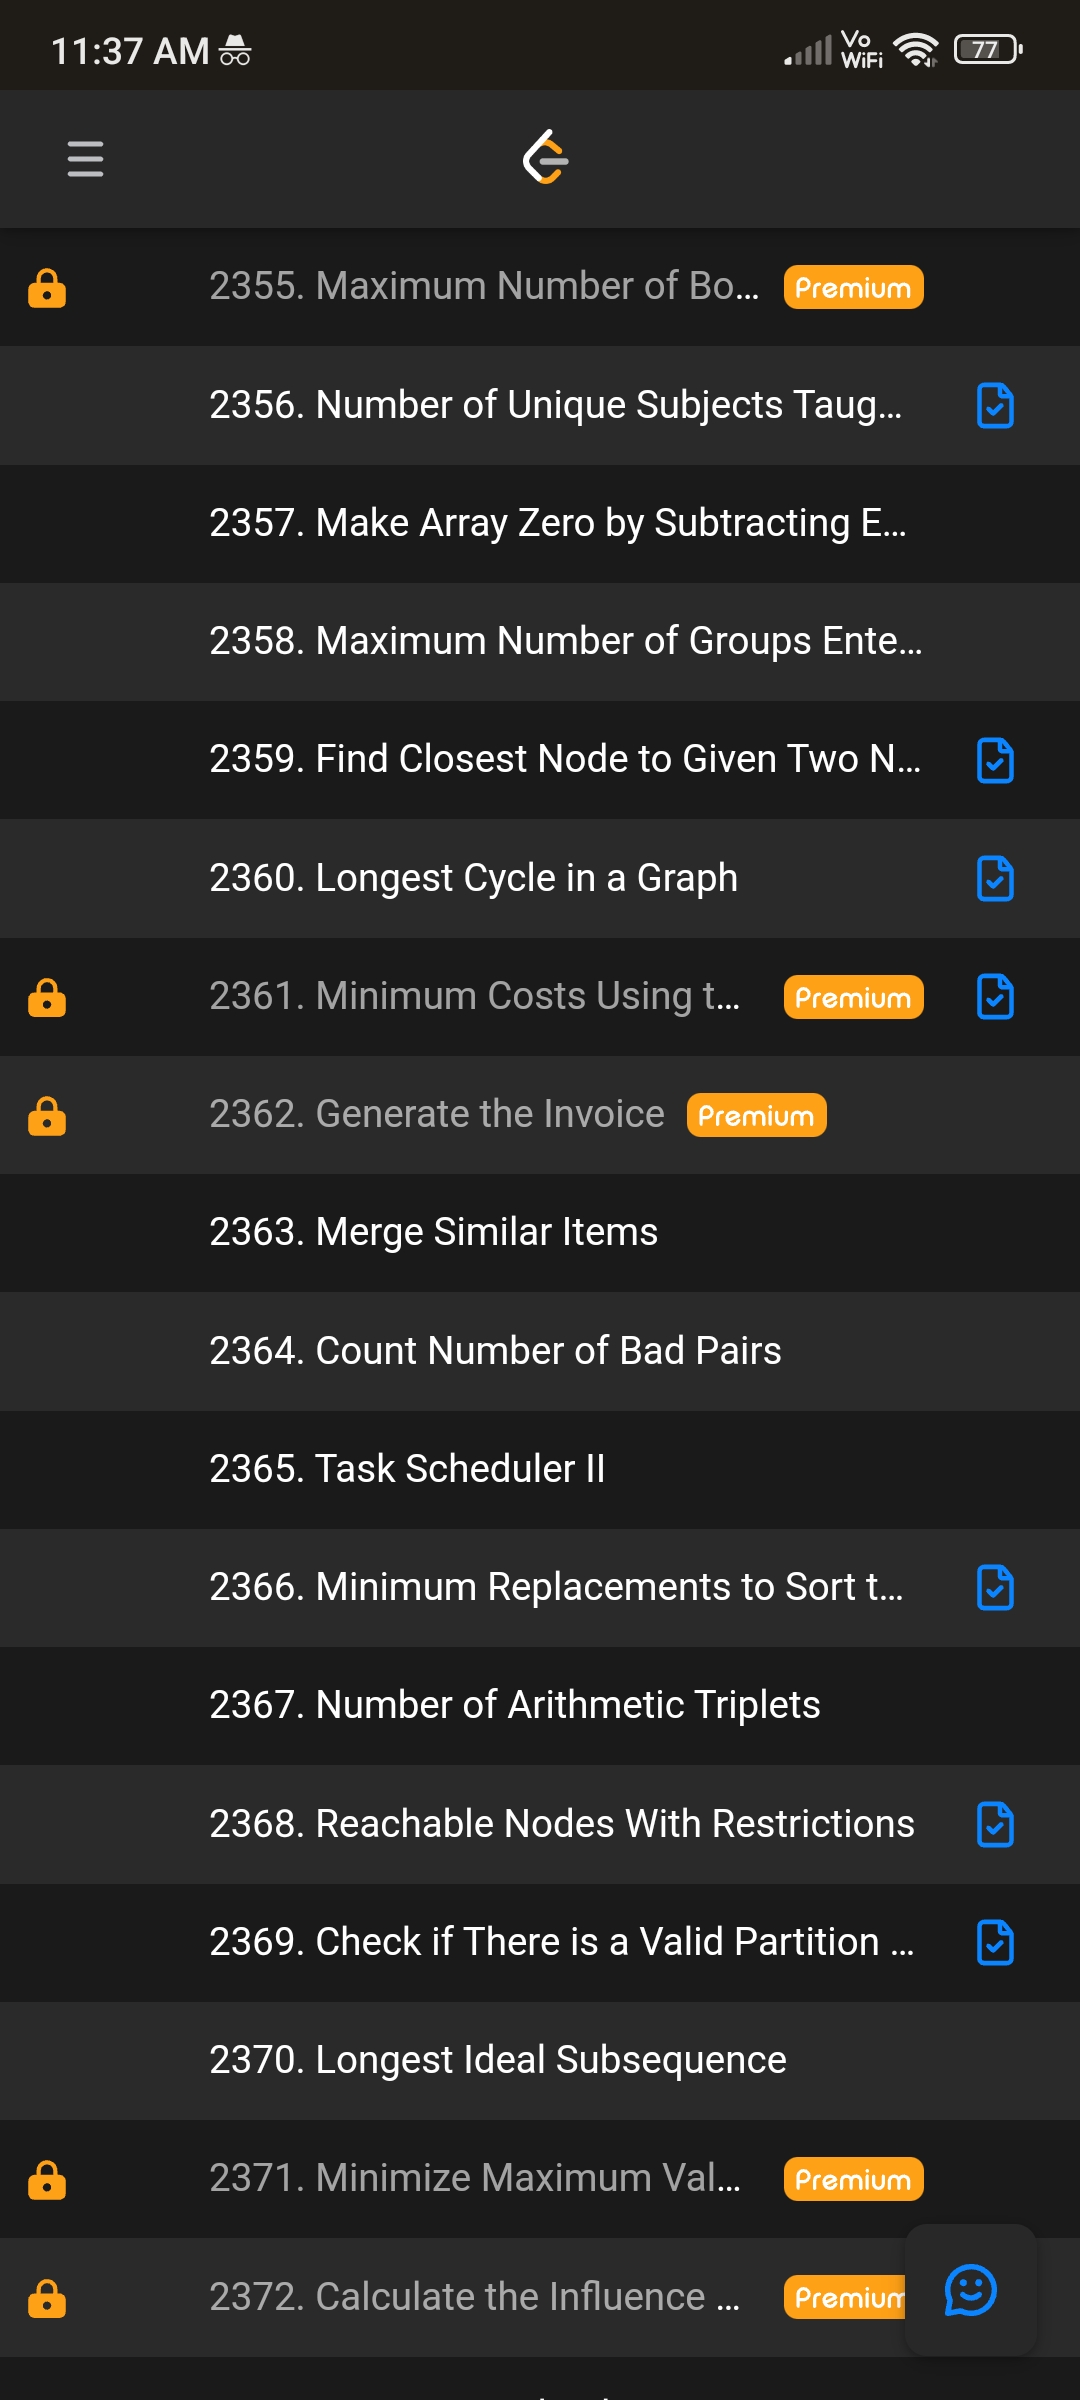 11:37 AM
Vo WiFi
77
2355. Maximum Number of Bo... Premium
2356. Number of Unique Subjects Taug...
2357. Make Array Zero by Subtracting E...
2358. Maximum Number of Groups Ente...
2359. Find Closest Node to Given Two N...
2360. Longest Cycle in a Graph
2361. Minimum Costs Using t... Premium
2362. Generate the Invoice Premium
2363. Merge Similar Items
2364. Count Number of Bad Pairs
2365. Task Scheduler II
2366. Minimum Replacements to Sort t...
2367. Number of Arithmetic Triplets
2368. Reachable Nodes With Restrictions
2369. Check if There is a Valid Partition ...
2370. Longest Ideal Subsequence
2371. Minimize Maximum Val... Premium
2372. Calculate the Influence ... Premium